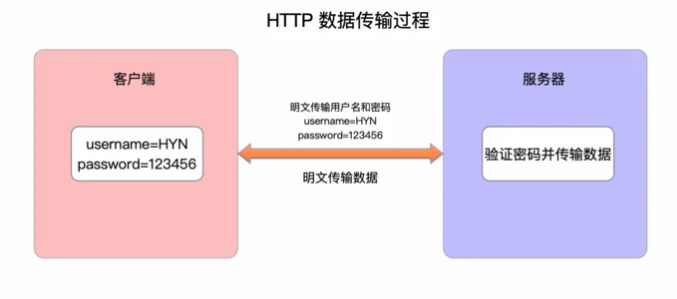 HTTP 数据传输过程
客户端
username=HYN
password=123456
明文传输用户名和密码
username=HYN
password=123456
明文传输数据
服务器
验证密码并传输数据